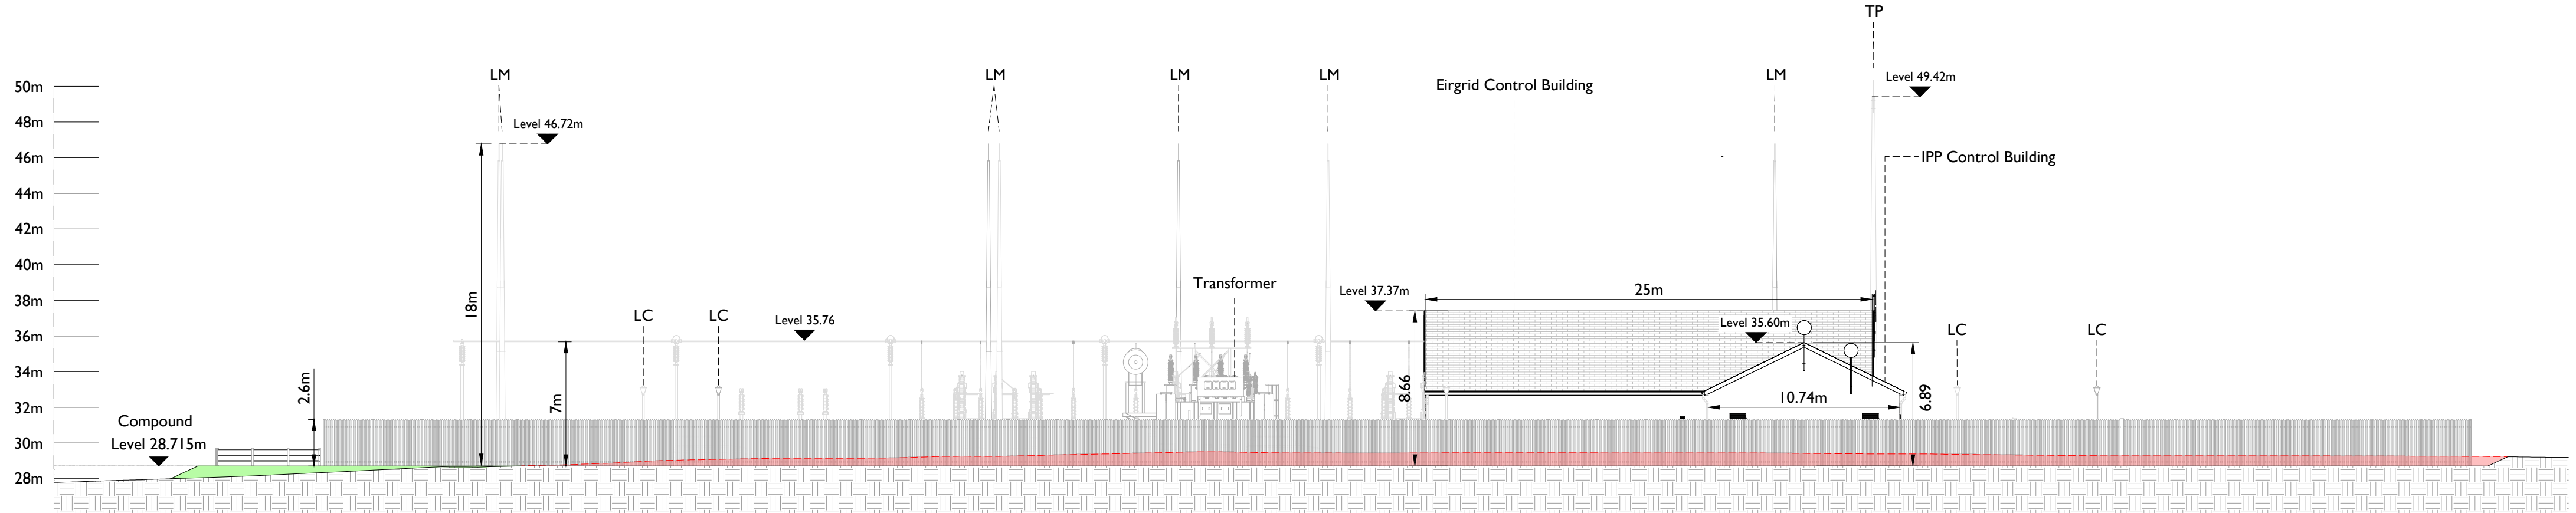 TP
LM
LM
LM
LM
LM
Level 49.42m
Eirgrid Control Building
50m
48m
Level 46.72m
46m
IPP Control Building
44m
42m
40m
38m
36m
34m
32m
30m
28m
18m
Transformer
Level 37.37m
25m
LC
LC
Level 35.76
Level 35.60m
LC
LC
2.6m
7m
8.66
10.74m
6.89
Compound
Level 28.715m